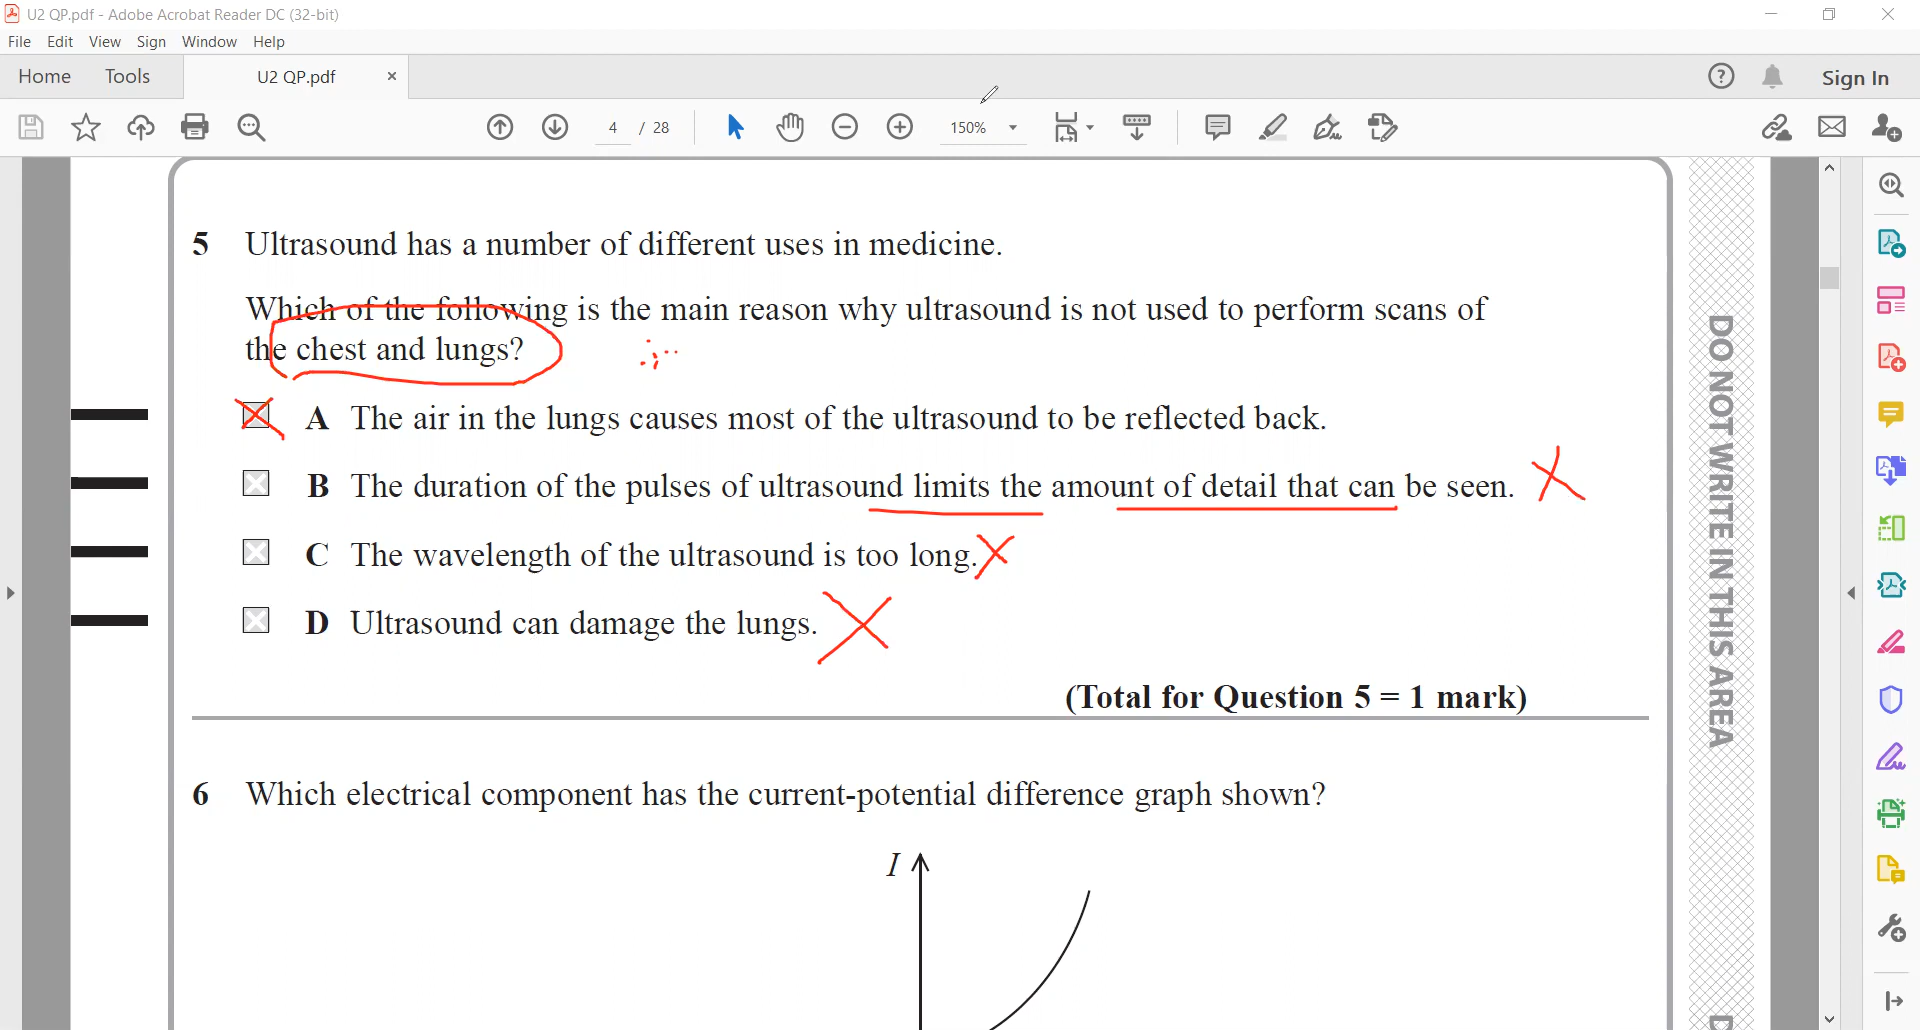 U2 QP.pdf - Adobe Acrobat Reader DC (32-bit)
File Edit View Sign Window Help
Home Tools U2 QP.pdf × Sign In
4 / 28 150%
5 Ultrasound has a number of different uses in medicine.
Which of the following is the main reason why ultrasound is not used to perform scans of
the chest and lungs?
A The air in the lungs causes most of the ultrasound to be reflected back.
B The duration of the pulses of ultrasound limits the amount of detail that can be seen.
C The wavelength of the ultrasound is too long.
D Ultrasound can damage the lungs.
(Total for Question 5 = 1 mark)
6 Which electrical component has the current-potential difference graph shown?
I
DO NOT WRITE IN THIS AREA
D